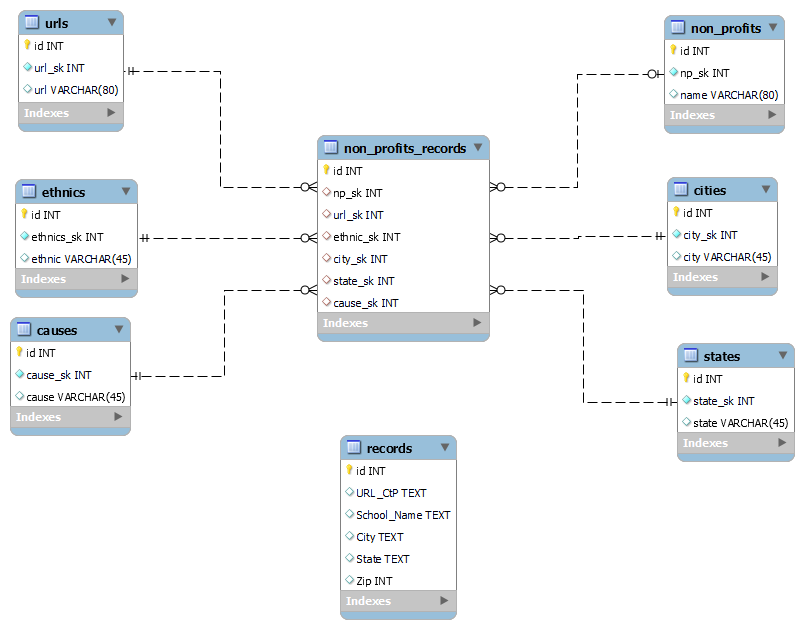 urls
id INT
url_sk INT
url VARCHAR(80)
Indexes
ethnics
id INT
ethnics_sk INT
ethnic VARCHAR(45)
Indexes
causes
id INT
cause_sk INT
cause VARCHAR(45)
Indexes
non_profits_records
id INT
np_sk INT
url_sk INT
ethnic_sk INT
city_sk INT
state_sk INT
cause_sk INT
Indexes
records
id INT
URL_CtP TEXT
School_Name TEXT
City TEXT
State TEXT
Zip INT
Indexes
non_profits
id INT
np_sk INT
name VARCHAR(80)
Indexes
cities
id INT
city_sk INT
city VARCHAR(45)
Indexes
states
id INT
state_sk INT
state VARCHAR(45)
Indexes